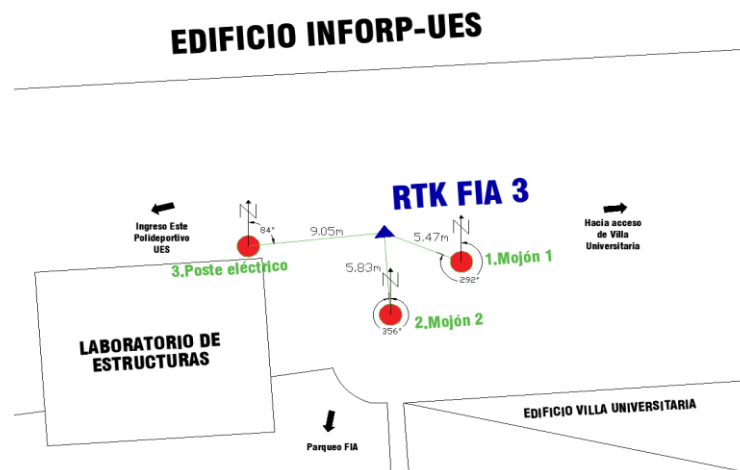 EDIFICIO INFORP-UES
RTK FIA 3
Ingreso Este
Polideportivo
UES
Hacia acceso
de Villa
Universitaria
N
84°
9.05m
5.47m
N
1.Mojón 1
292°
3.Poste eléctrico
5.83m
N
2.Mojón 2
356°
LABORATORIO DE
ESTRUCTURAS
EDIFICIO VILLA UNIVERSITARIA
Parqueo FIA